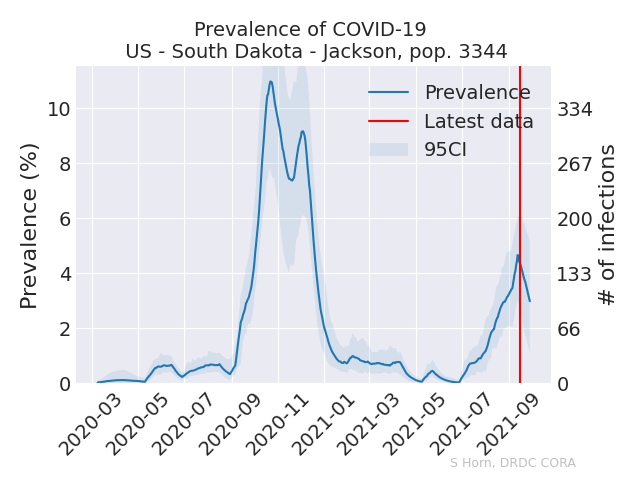 Prevalence of COVID-19
US - South Dakota - Jackson, pop. 3344
Prevalence
Latest data
95CI
Prevalence (%)
10
8
6
4
2
0
334
267
200
133
66
0
# of infections
2020-03
2020-05
2020-07
2020-09
2020-11
2021-01
2021-03
2021-05
2021-07
2021-09
S Horn, DRDC CORA